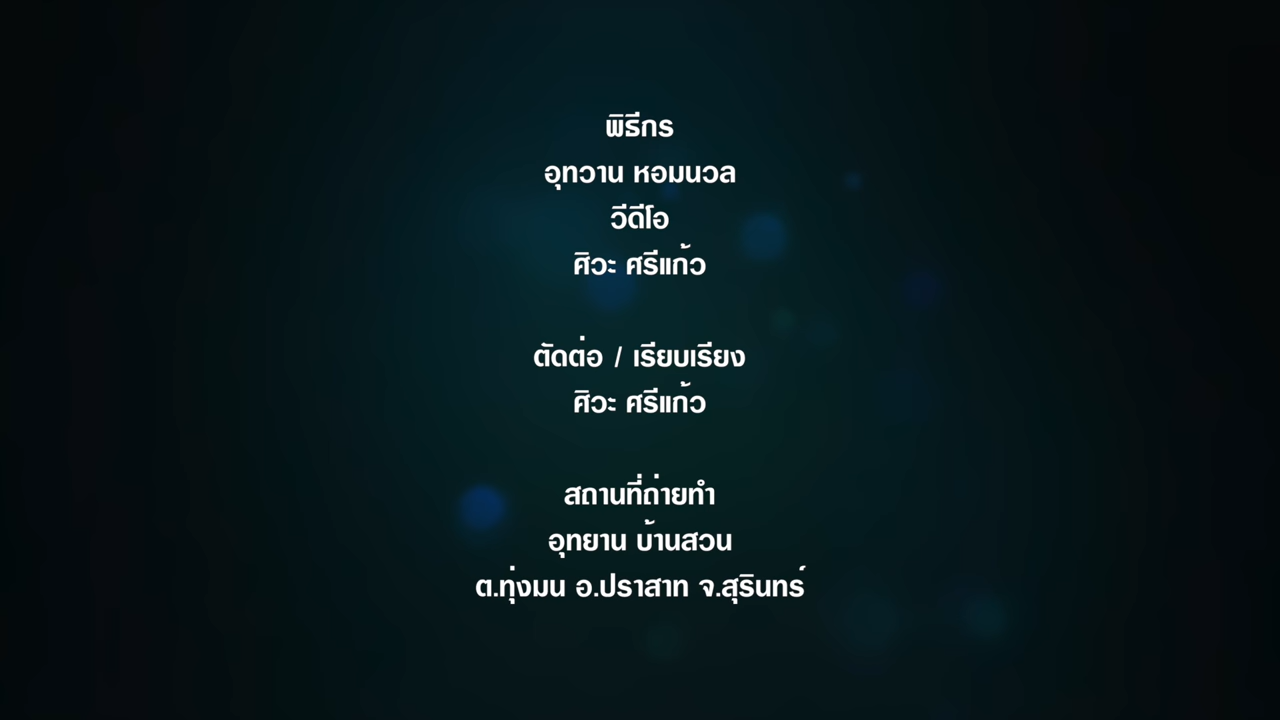 พิธีกร
อุทวาน หอมนวล
วีดีโอ
ศิวะ ศรีแก้ว
ตัดต่อ / เรียบเรียง
ศิวะ ศรีแก้ว
สถานที่ถ่ายทำ
อุทยาน บ้านสวน
ต.ทุ่งมน อ.ปราสาท จ.สุรินทร์